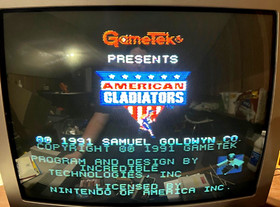 GAMETEK
PRESENTS
AMERICAN
GLADIATORS
@@ 1991 SAMUEL GOLDWYN CO
COPYRIGHT @@ 1991 GAMETEK
PROGRAM AND DESIGN BY
INCREDIBLE
TECHNOLOGIES, INC
LICENSED BY
NINTENDO OF AMERICA INC